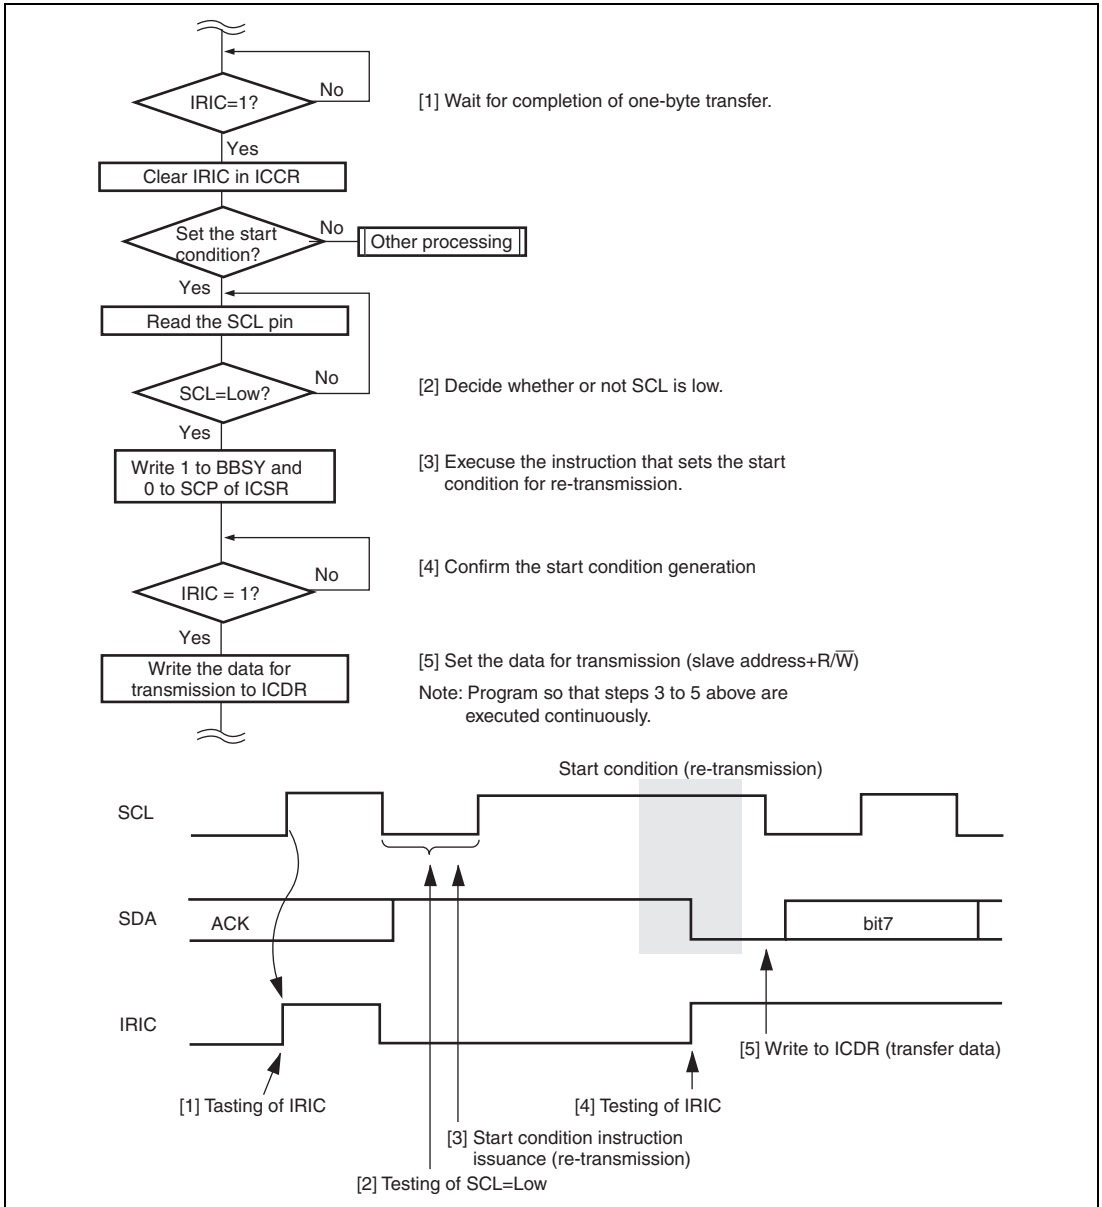 IRIC=1?
No
[1] Wait for completion of one-byte transfer.
Yes
Clear IRIC in ICCR
Set the start
condition?
No
Other processing
Yes
Read the SCL pin
SCL=Low?
No
[2] Decide whether or not SCL is low.
Yes
Write 1 to BBSY and
0 to SCP of ICSR
[3] Execuse the instruction that sets the start
condition for re-transmission.
IRIC = 1?
No
[4] Confirm the start condition generation
Yes
Write the data for
transmission to ICDR
[5] Set the data for transmission (slave address+R/W̅)
Note: Program so that steps 3 to 5 above are
executed continuously.
Start condition (re-transmission)
SCL
SDA
ACK
bit7
IRIC
[5] Write to ICDR (transfer data)
[1] Tasting of IRIC
[4] Testing of IRIC
[3] Start condition instruction
issuance (re-transmission)
[2] Testing of SCL=Low